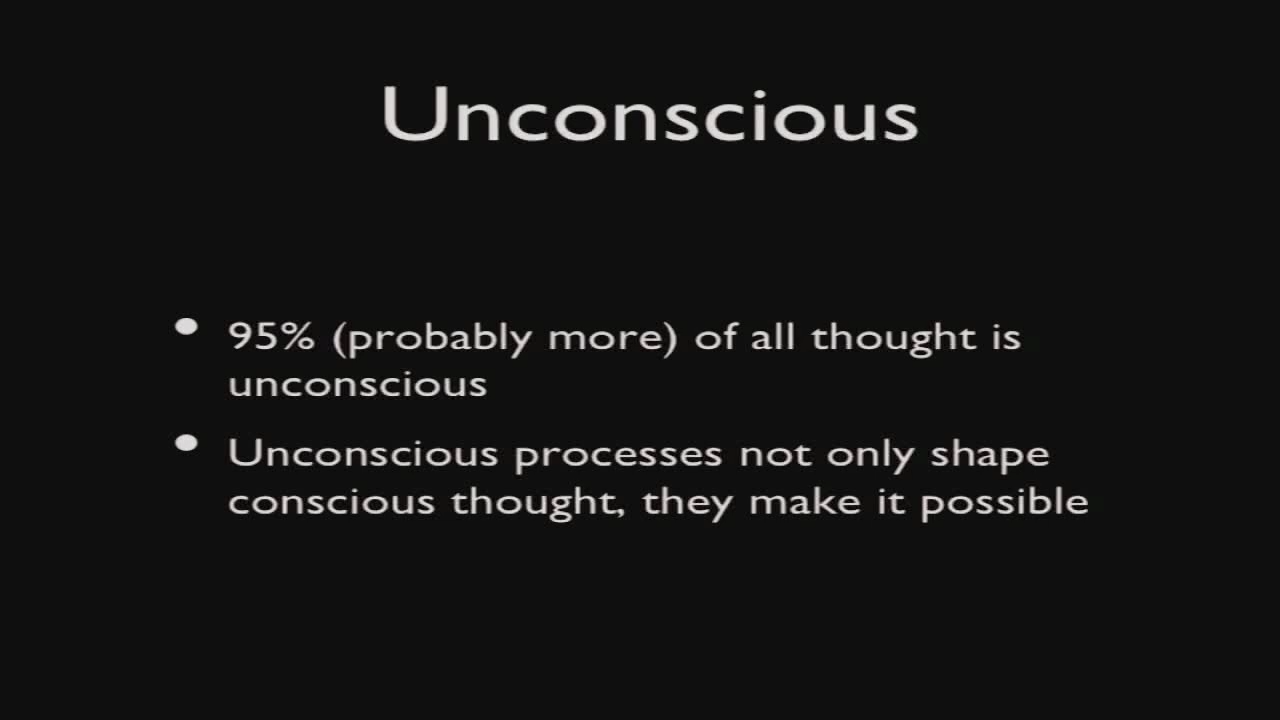 Unconscious
• 95% (probably more) of all thought is
unconscious
• Unconscious processes not only shape
conscious thought, they make it possible